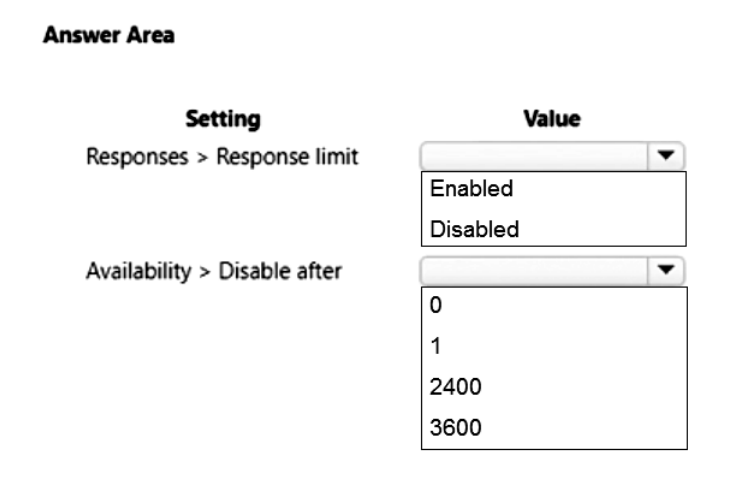 Answer Area
Setting Value
Responses > Response limit
Enabled
Disabled
Availability > Disable after
0
1
2400
3600